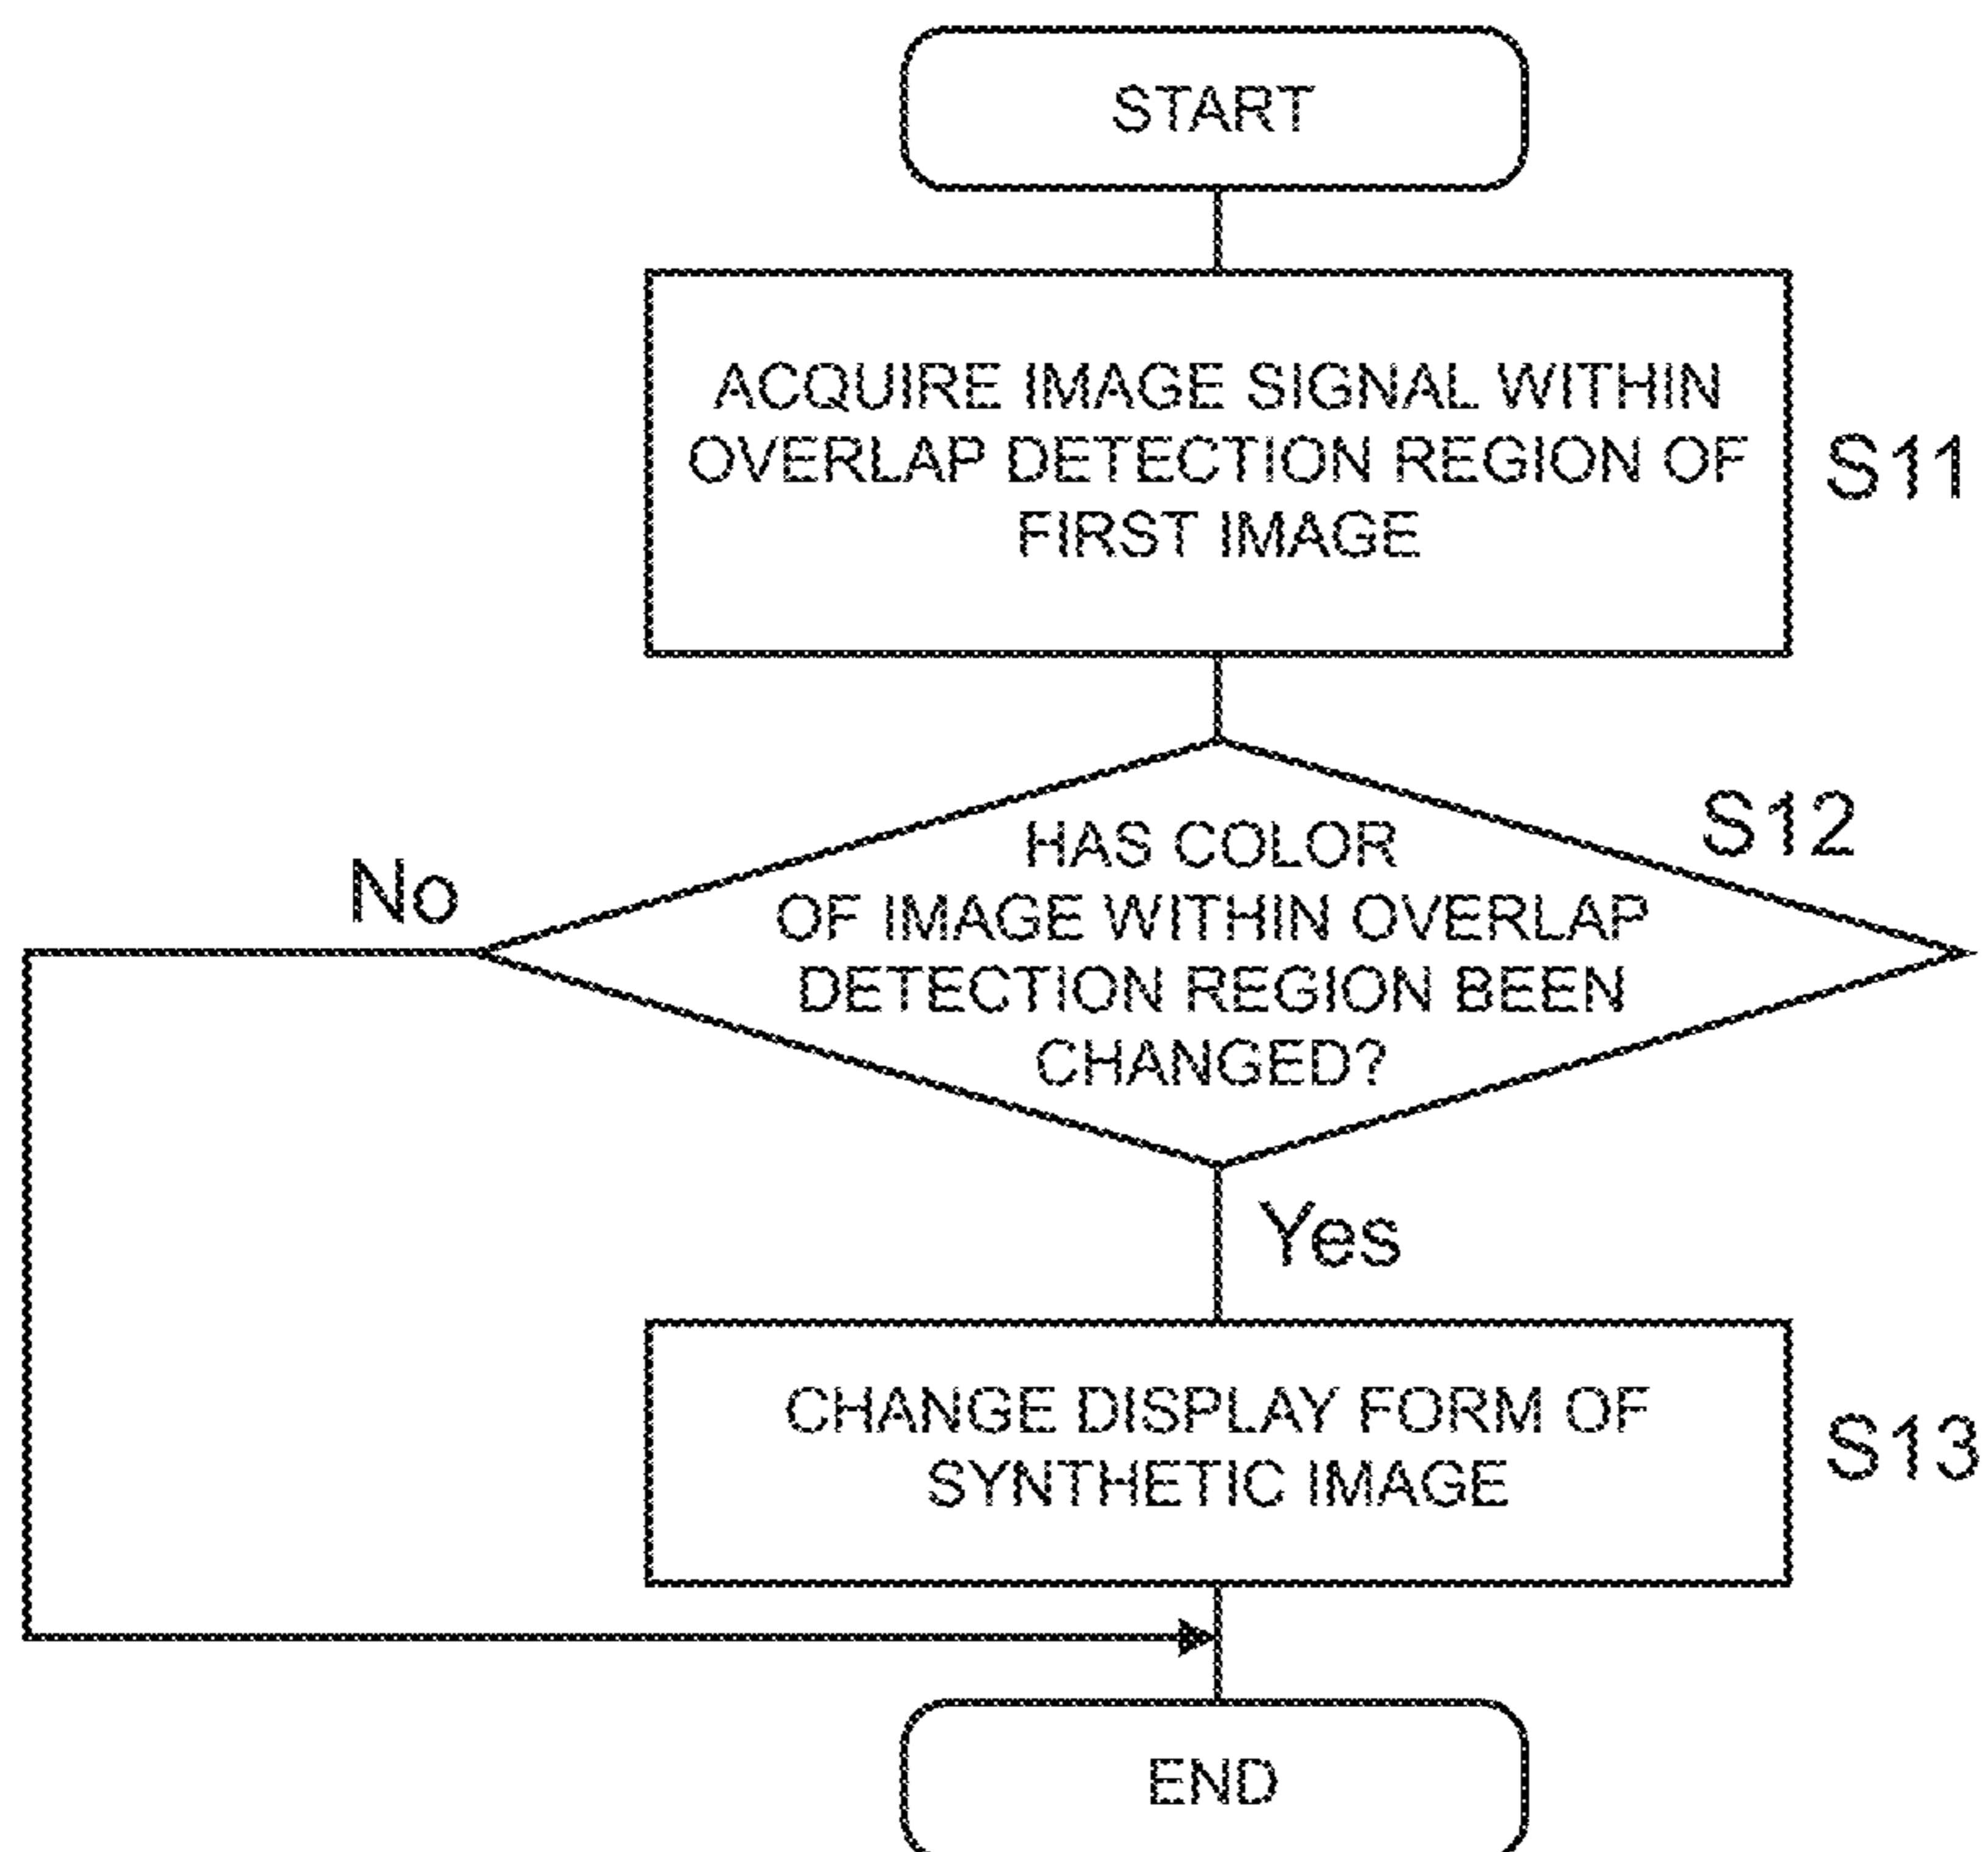 START
ACQUIRE IMAGE SIGNAL WITHIN
OVERLAP DETECTION REGION OF
FIRST IMAGE
S11
HAS COLOR
OF IMAGE WITHIN OVERLAP
DETECTION REGION BEEN
CHANGED?
S12
No
Yes
CHANGE DISPLAY FORM OF
SYNTHETIC IMAGE
S13
END